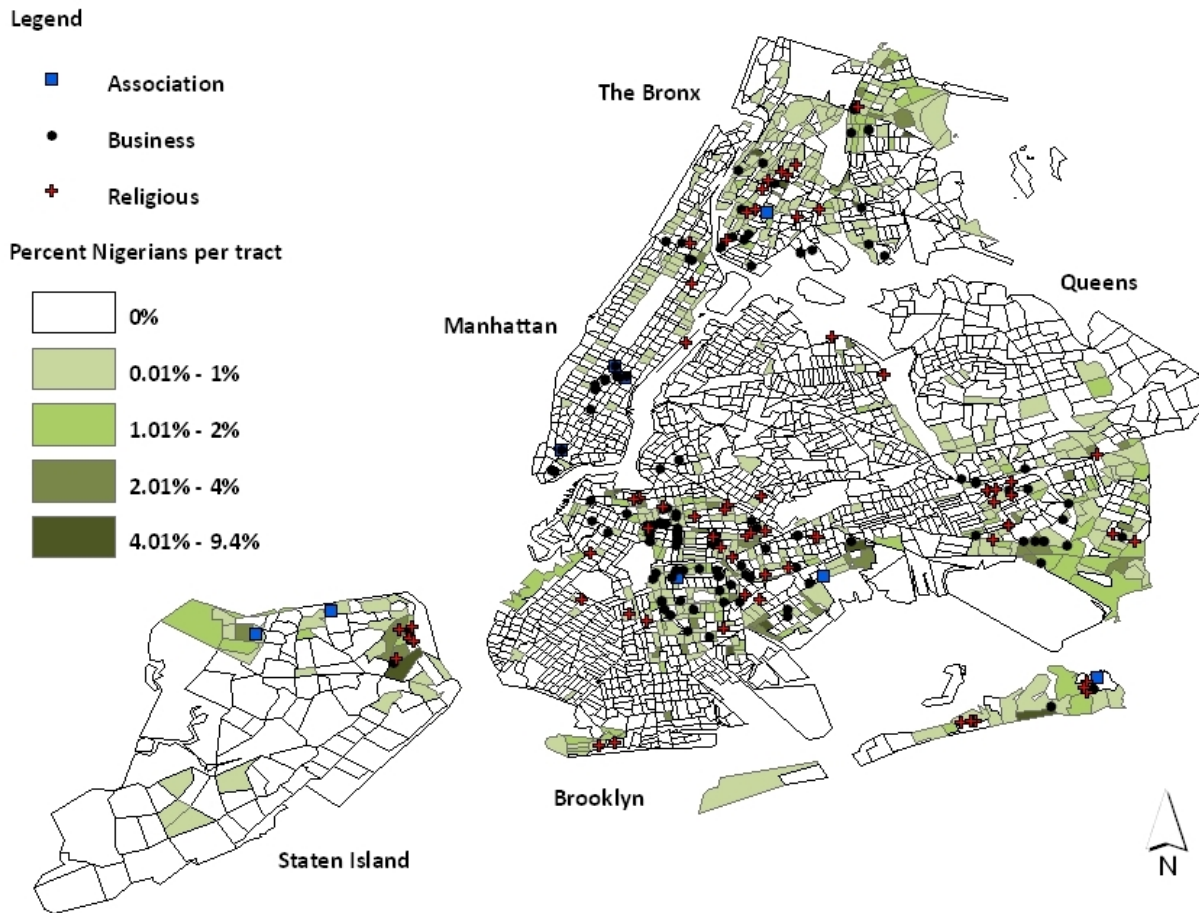 Legend
Association
Business
Religious
Percent Nigerians per tract
0%
0.01% - 1%
1.01% - 2%
2.01% - 4%
4.01% - 9.4%
The Bronx
Queens
Manhattan
Brooklyn
Staten Island
N